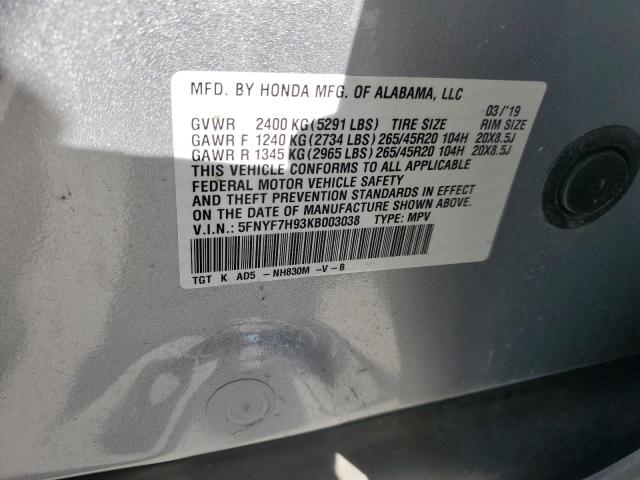 MFD. BY HONDA MFG. OF ALABAMA, LLC
03/'19
GVWR 2400 KG(5291 LBS) TIRE SIZE RIM SIZE
GAWR F 1240 KG(2734 LBS)265/45R20 104H 20X8.5J
GAWR R 1345 KG(2965 LBS)265/45R20 104H 20X8.5J
THIS VEHICLE CONFORMS TO ALL APPLICABLE
FEDERAL MOTOR VEHICLE SAFETY
AND THEFT PREVENTION STANDARDS IN EFFECT
ON THE DATE OF MANUFACTURE SHOWN ABOVE.
V.I.N.: 5FNYF7H93KB003038 TYPE: MPV
TGT K AD5 -NH830M -V-B